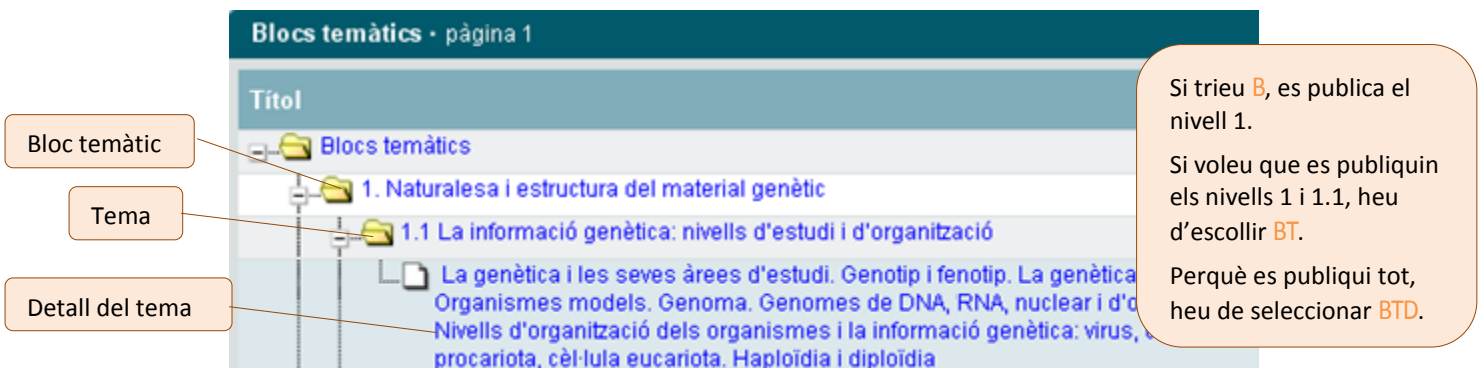 Blocs temàtics • pàgina 1
Títol
Bloc temàtic
Blocs temàtics
1. Naturalesa i estructura del material genètic
Tema
1.1 La informació genètica: nivells d'estudi i d'organització
Detall del tema
La genètica i les seves àrees d'estudi. Genotip i fenotip. La genètica
Organismes models. Genoma. Genomes de DNA, RNA, nuclear i
Nivells d'organització dels organismes i la informació genètica: virus,
procariota, cèl·lula eucariota. Haploïdia i diploïdia
Si trieu B, es publica el
nivell 1.
Si voleu que es publiquin
els nivells 1 i 1.1, heu
d’escollir BT.
Perquè es publiqui tot,
heu de seleccionar BTD.